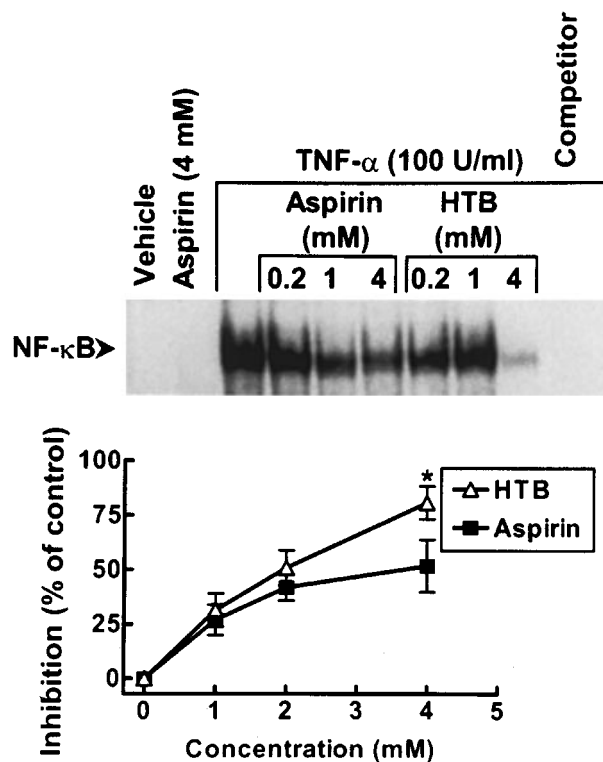 Vehicle
Aspirin (4 mM)
Competitor
TNF-α (100 U/ml)
Aspirin HTB
(mM) (mM)
0.2 1 4 0.2 1 4
NF-κB
Inhibition (% of control)
100
75
50
25
0
*
HTB
Aspirin
0 1 2 3 4 5
Concentration (mM)